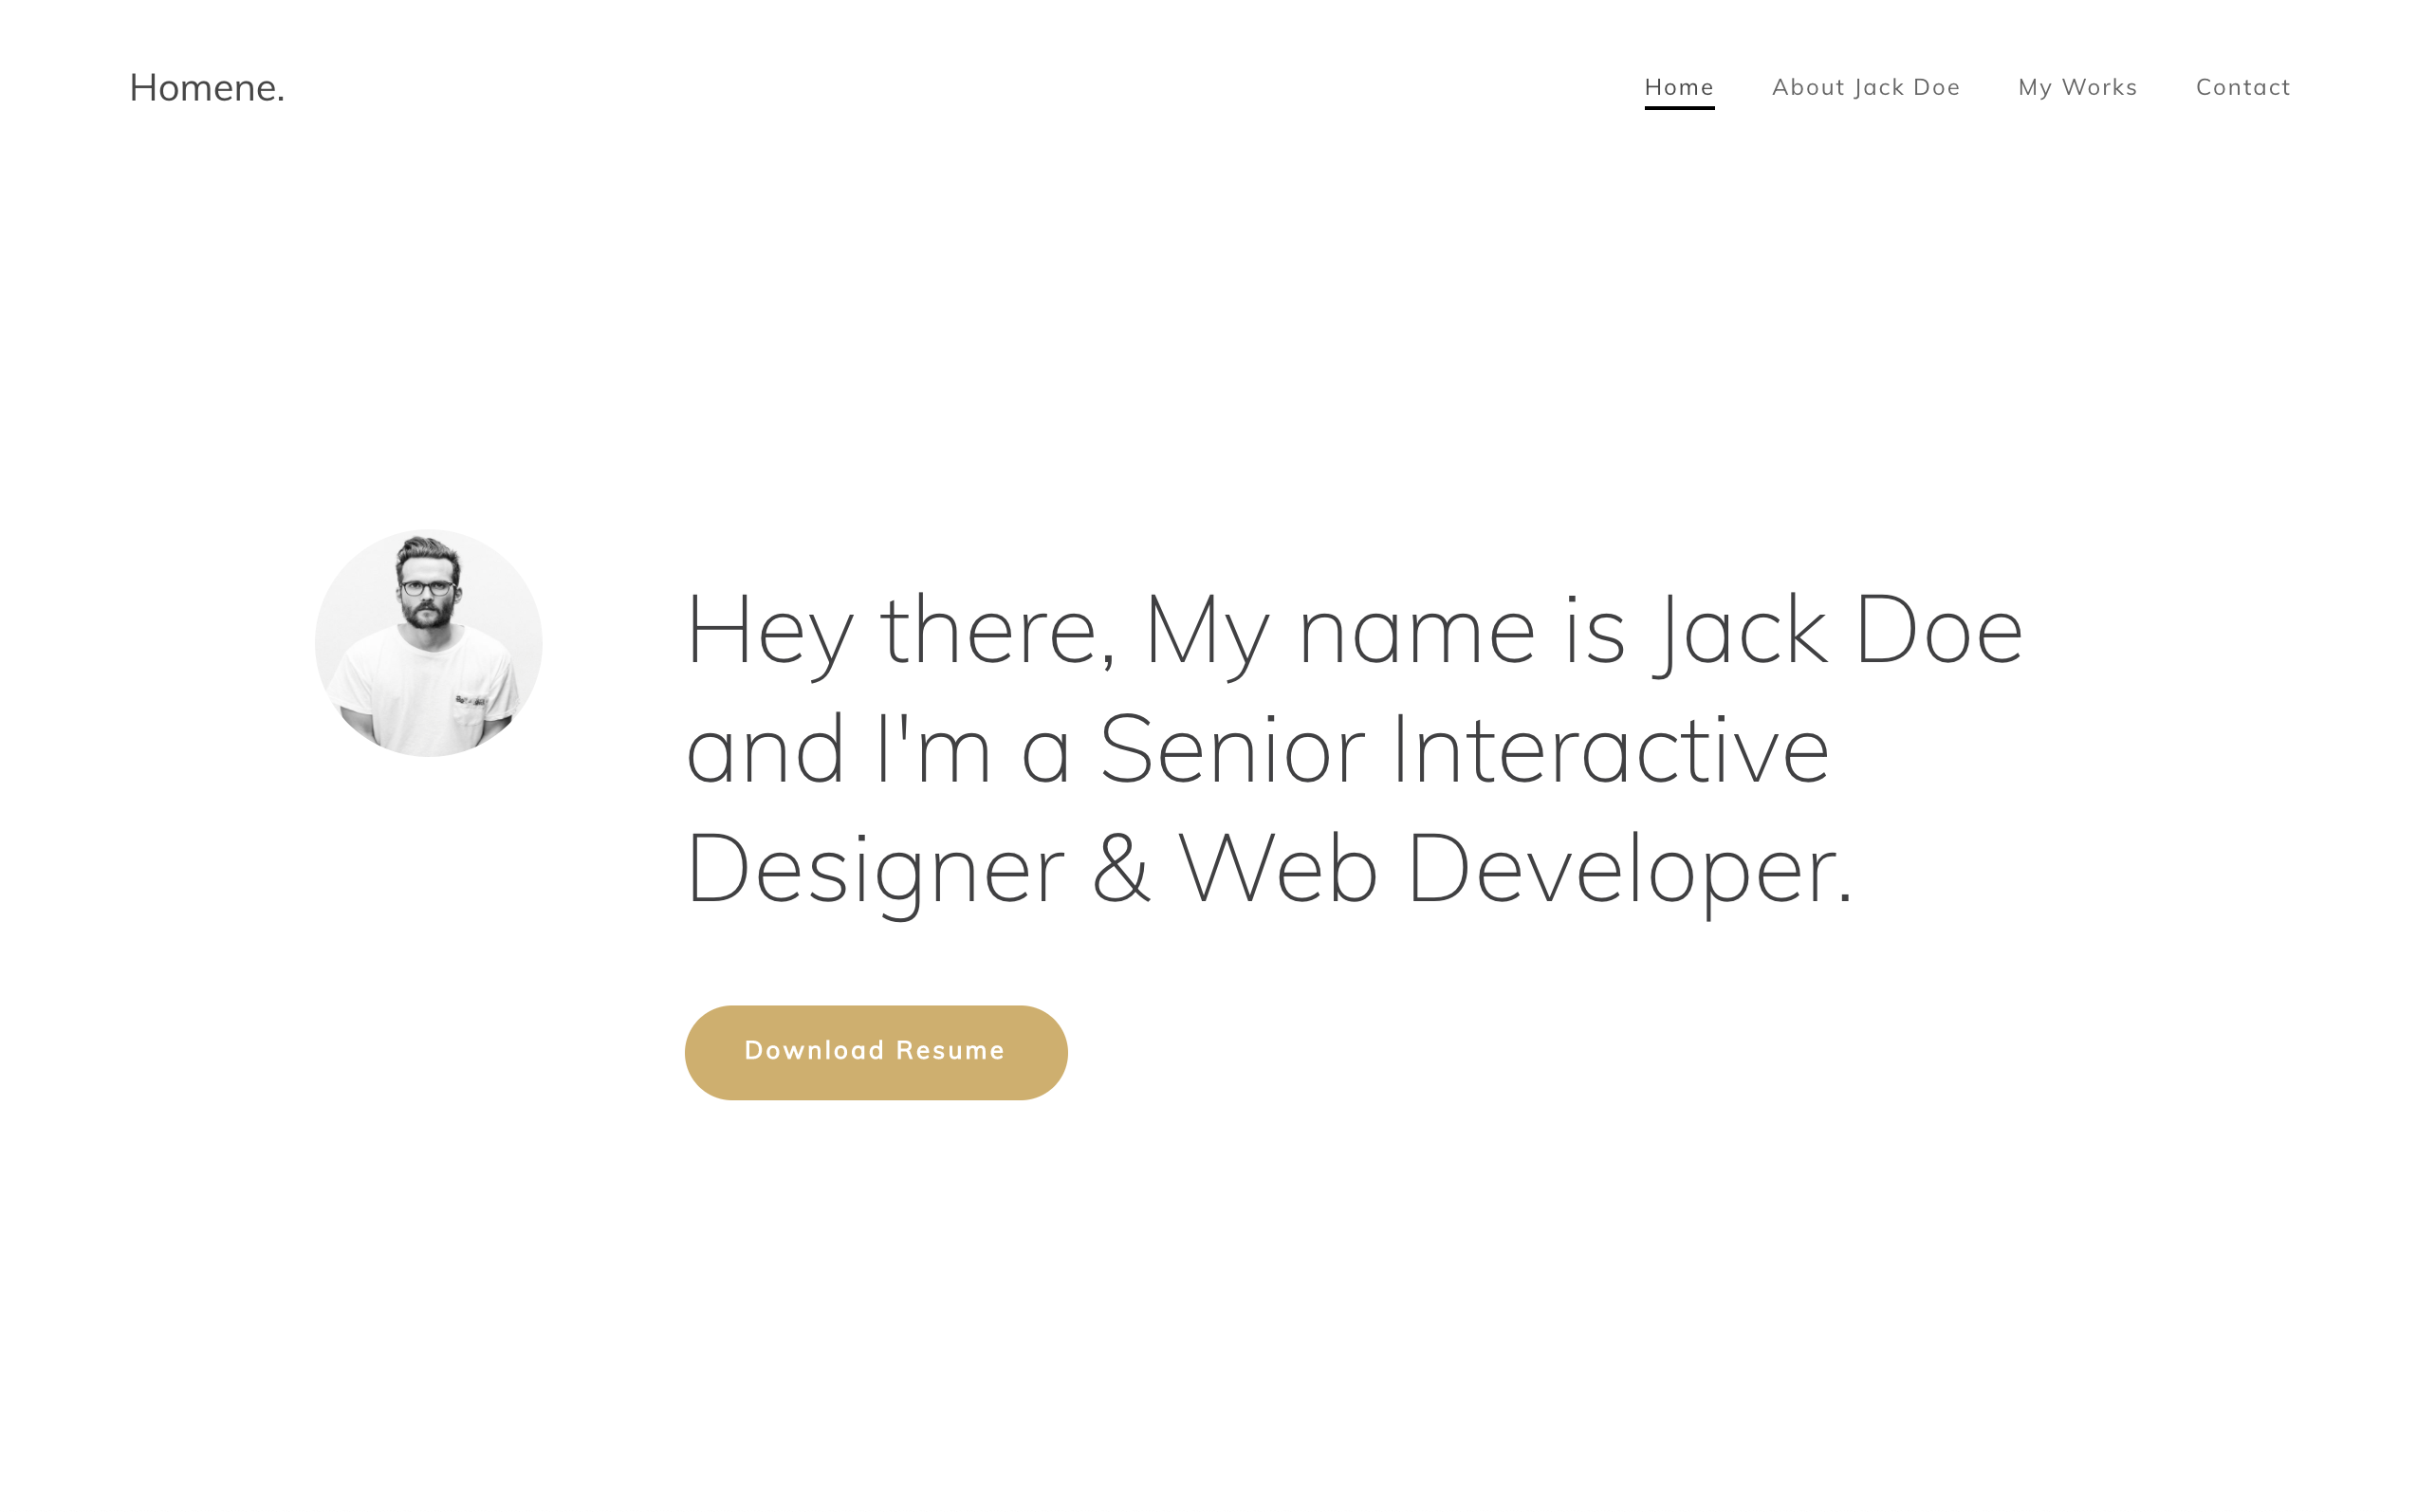 Homene.
Home
About Jack Doe
My Works
Contact
Hey there, My name is Jack Doe
and I'm a Senior Interactive
Designer & Web Developer.
Download Resume